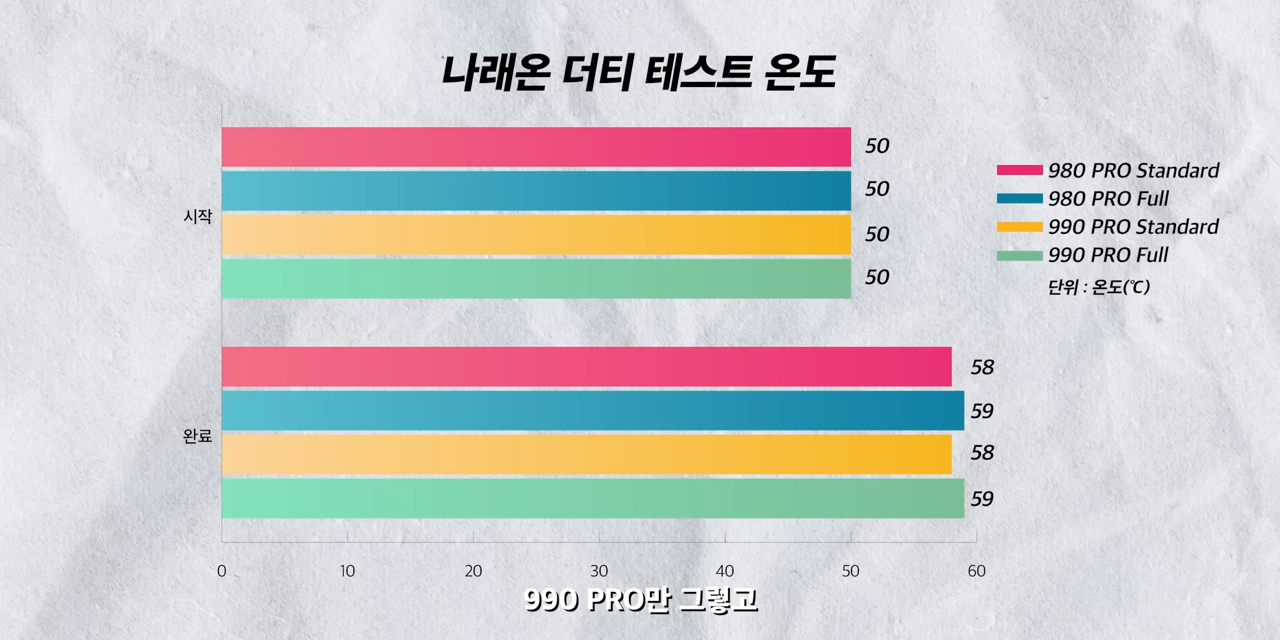 나래온 더티 테스트 온도
시작
50
50
50
50
980 PRO Standard
980 PRO Full
990 PRO Standard
990 PRO Full
단위 : 온도(℃)
완료
58
59
58
59
0 10 20 30 40 50 60
990 PRO만 그렇고